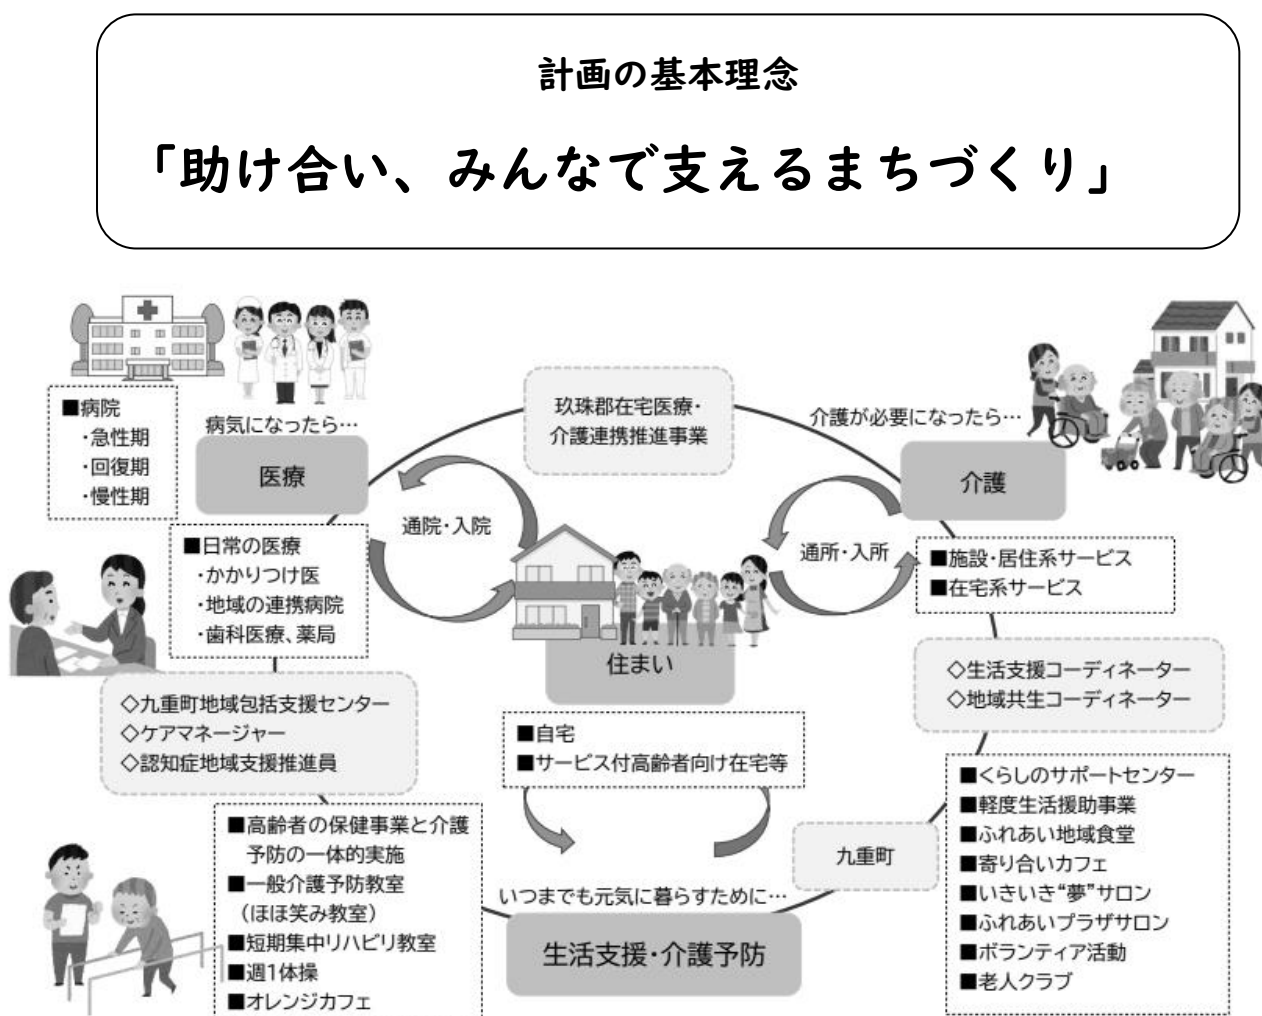 計画の基本理念
「助け合い、みんなで支えるまちづくり」
■病院
・急性期
・回復期
・慢性期
病気になったら…
医療
玖珠郡在宅医療・
介護連携推進事業
介護が必要になったら…
介護
通院・入院
通所・入所
■日常の医療
・かかりつけ医
・地域の連携病院
・歯科医療、薬局
■施設・居住系サービス
■在宅系サービス
住まい
◇九重町地域包括支援センター
◇ケアマネージャー
◇認知症地域支援推進員
■自宅
■サービス付高齢者向け在宅等
◇生活支援コーディネーター
◇地域共生コーディネーター
■高齢者の保健事業と介護
予防の一体的実施
■一般介護予防教室
（ほほ笑み教室）
■短期集中リハビリ教室
■週1体操
■オレンジカフェ
いつまでも元気に暮らすために…
生活支援・介護予防
九重町
■くらしのサポートセンター
■軽度生活援助事業
■ふれあい地域食堂
■寄り合いカフェ
■いきいき“夢”サロン
■ふれあいプラザサロン
■ボランティア活動
■老人クラブ